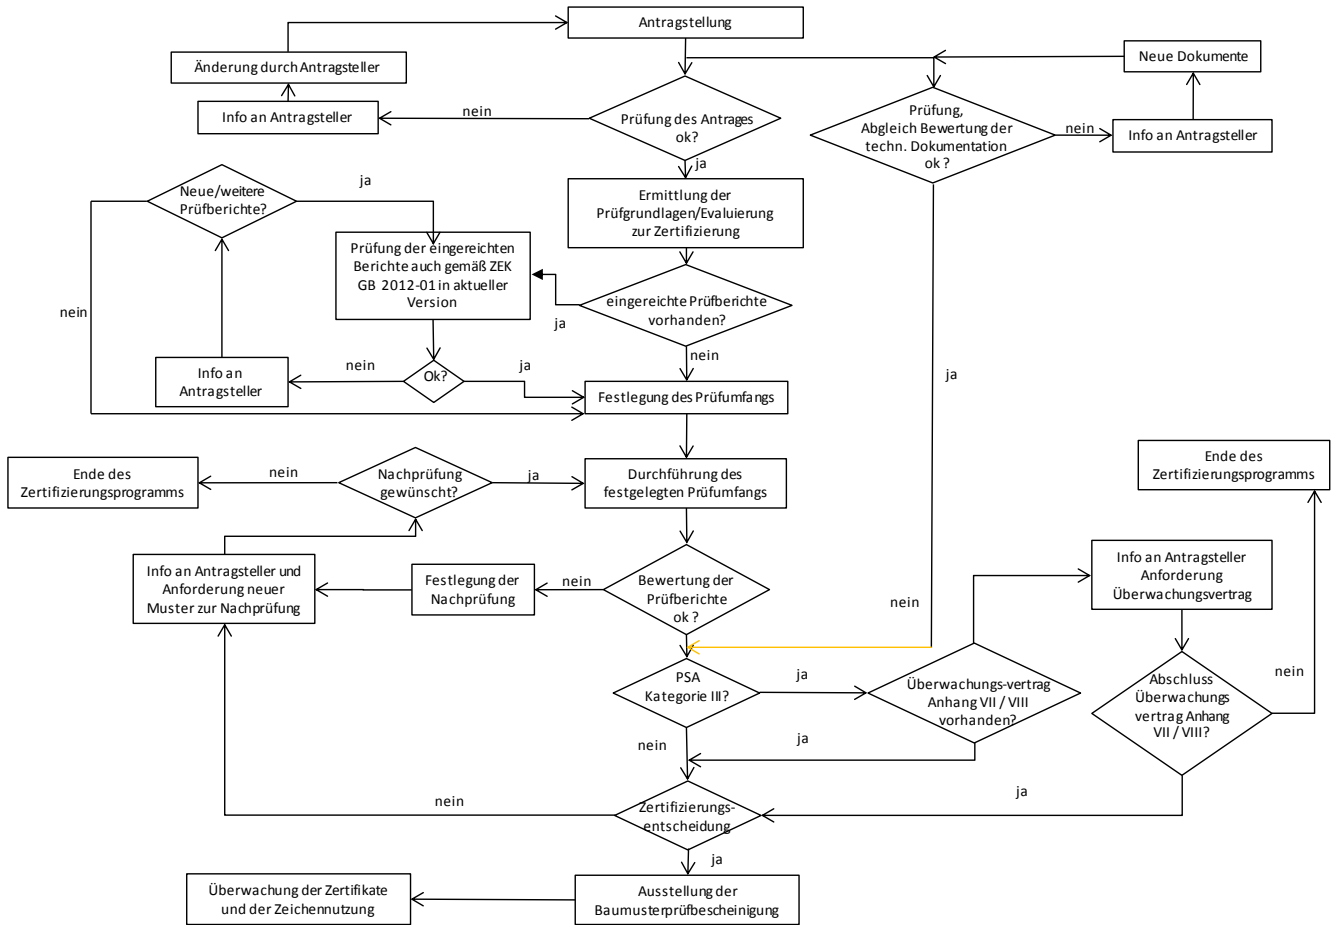 Antragstellung
Änderung durch Antragsteller
Neue Dokumente
Info an Antragsteller
nein
Prüfung des Antrages
ok?
Prüfung,
Abgleich Bewertung der
techn. Dokumentation
ok ?
nein
Info an Antragsteller
ja
Neue/weitere
Prüfberichte?
ja
Ermittlung der
Prüfgrundlagen/Evaluierung
zur Zertifizierung
Prüfung der eingereichten
Berichte auch gemäß ZEK
GB 2012-01 in aktueller
Version
eingereichte Prüfberichte
vorhanden?
nein
ja
nein
Info an
Antragsteller
nein
Ok?
ja
ja
Festlegung des Prüfumfangs
Ende des
Zertifizierungsprogramms
nein
Nachprüfung
gewünscht?
ja
Durchführung des
festgelegten Prüfumfangs
Ende des
Zertifizierungsprogramms
Info an Antragsteller und
Anforderung neuer
Muster zur Nachprüfung
Festlegung der
Nachprüfung
nein
Bewertung der
Prüfberichte
ok ?
nein
Info an Antragsteller
Anforderung
Überwachungsvertrag
PSA
Kategorie III?
ja
Überwachungs-vertrag
Anhang VII / VIII
vorhanden?
Abschluss
Überwachungs
vertrag Anhang
VII / VIII?
nein
nein
ja
nein
Zertifizierungs-
entscheidung
ja
ja
Überwachung der Zertifikate
und der Zeichennutzung
Ausstellung der
Baumusterprüfbescheinigung